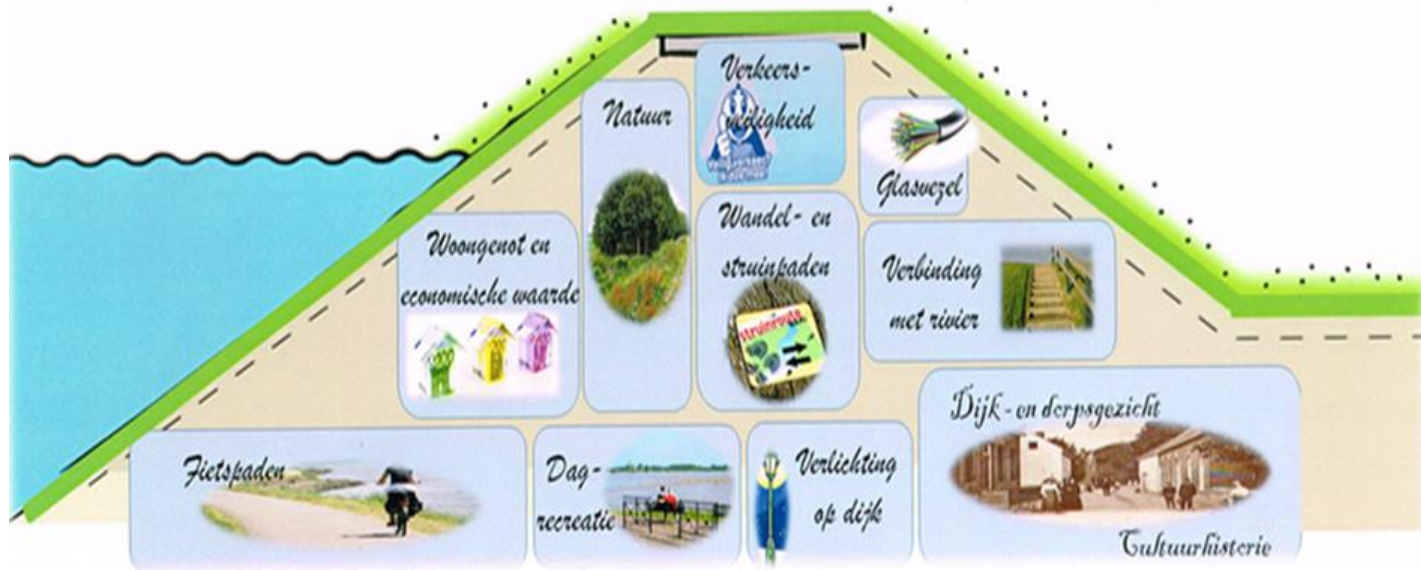 Verkeers-
veiligheid
Natuur
Glasvezel
Wandel- en
struinpaden
struinroute
Woongenot en
economische waarde
Verbinding
met rivier
Dijk- en dorpsgezicht
Cultuurhistorie
Fietspaden
Dag-
recreatie
Verlichting
op dijk